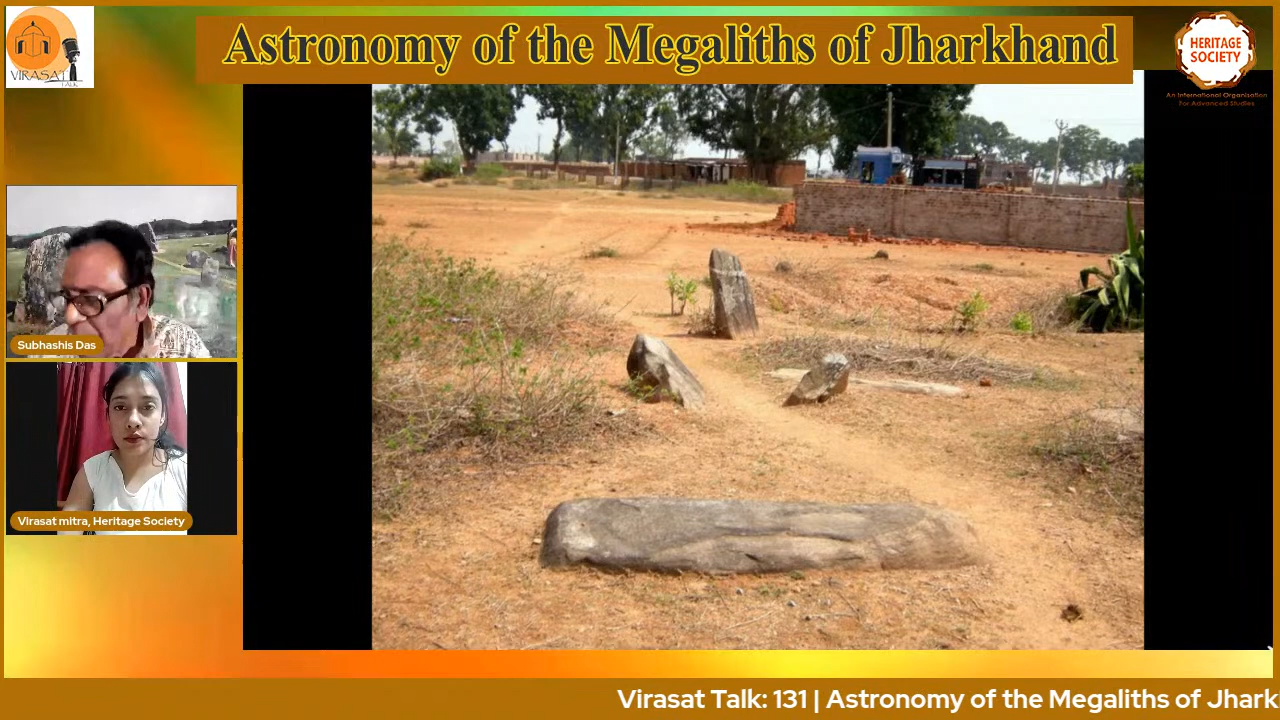 Astronomy of the Megaliths of Jharkhand
VIRASAT
TALK
HERITAGE
SOCIETY
An International Organisation
For Advanced Studies
Subhashis Das
Virasat mitra, Heritage Society
Virasat Talk: 131 | Astronomy of the Megaliths of Jhark